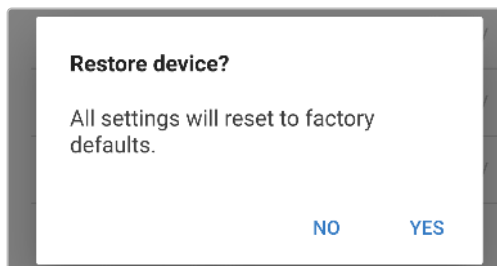 Restore device?
All settings will reset to factory
defaults.
NO
YES